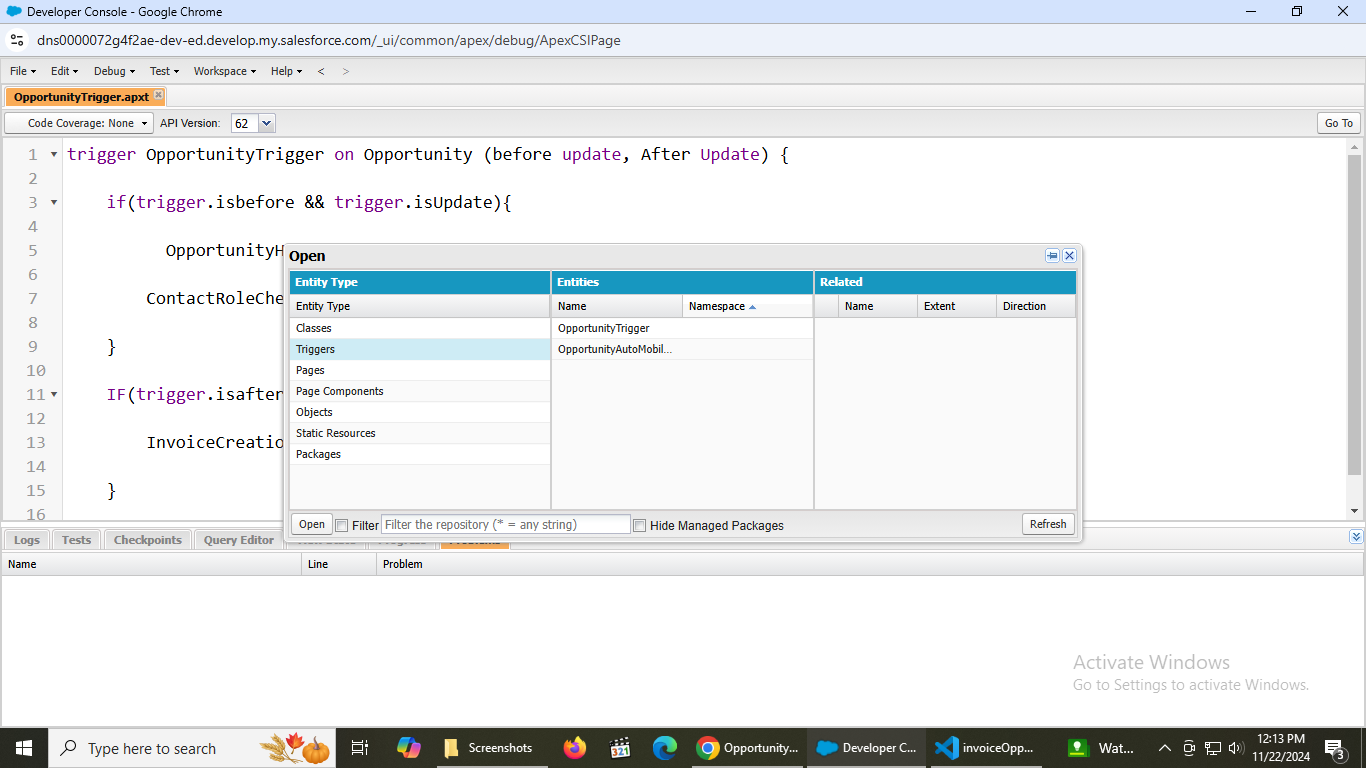 Developer Console - Google Chrome
dns0000072g4f2ae-dev-ed.develop.my.salesforce.com/_ui/common/apex/debug/ApexCSIPage
File Edit Debug Test Workspace Help < >
OpportunityTrigger.apxt
Code Coverage: None API Version: 62 Go To
1 trigger OpportunityTrigger on Opportunity (before update, After Update) {
2
3 if(trigger.isbefore && trigger.isUpdate){
4
5 OpportunityH
6
7 ContactRoleChe
8
9 }
10
11 IF(trigger.isafter
12
13 InvoiceCreatio
14
15 }
16
Open
Entity Type Entities Related
Entity Type Name Namespace Name Extent Direction
Classes OpportunityTrigger
Triggers OpportunityAutoMobil...
Pages
Page Components
Objects
Static Resources
Packages
Open Filter Filter the repository (* = any string) Hide Managed Packages Refresh
Logs Tests Checkpoints Query Editor
Name Line Problem
Activate Windows
Go to Settings to activate Windows.
Type here to search Screenshots 321 Opportunity... Developer C... invoiceOpp... Wat... 12:13 PM
11/22/2024 3